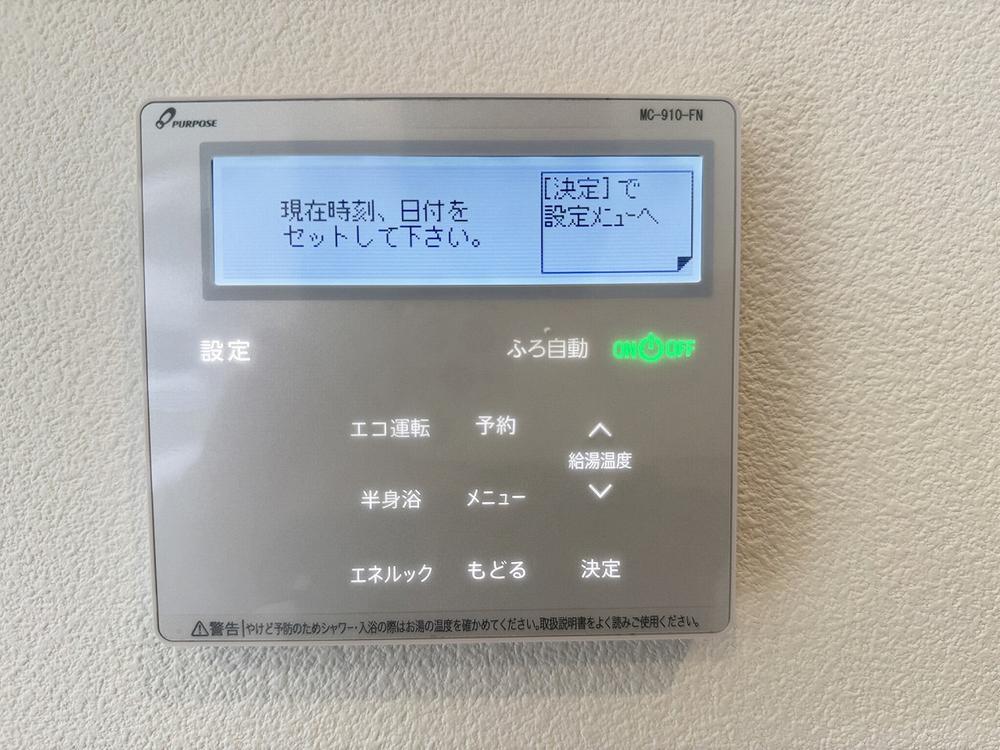 PURPOSE
MC-910-FN
現在時刻、日付を
セットして下さい。
[決定]で
設定メニューへ
設定
ふろ自動
ON OFF
エコ運転
予約
給湯温度
半身浴
メニュー
エネルック
もどる
決定
⚠警告|やけど予防のためシャワー・入浴の際はお湯の温度を確かめてください。取扱説明書をよく読みご使用ください。